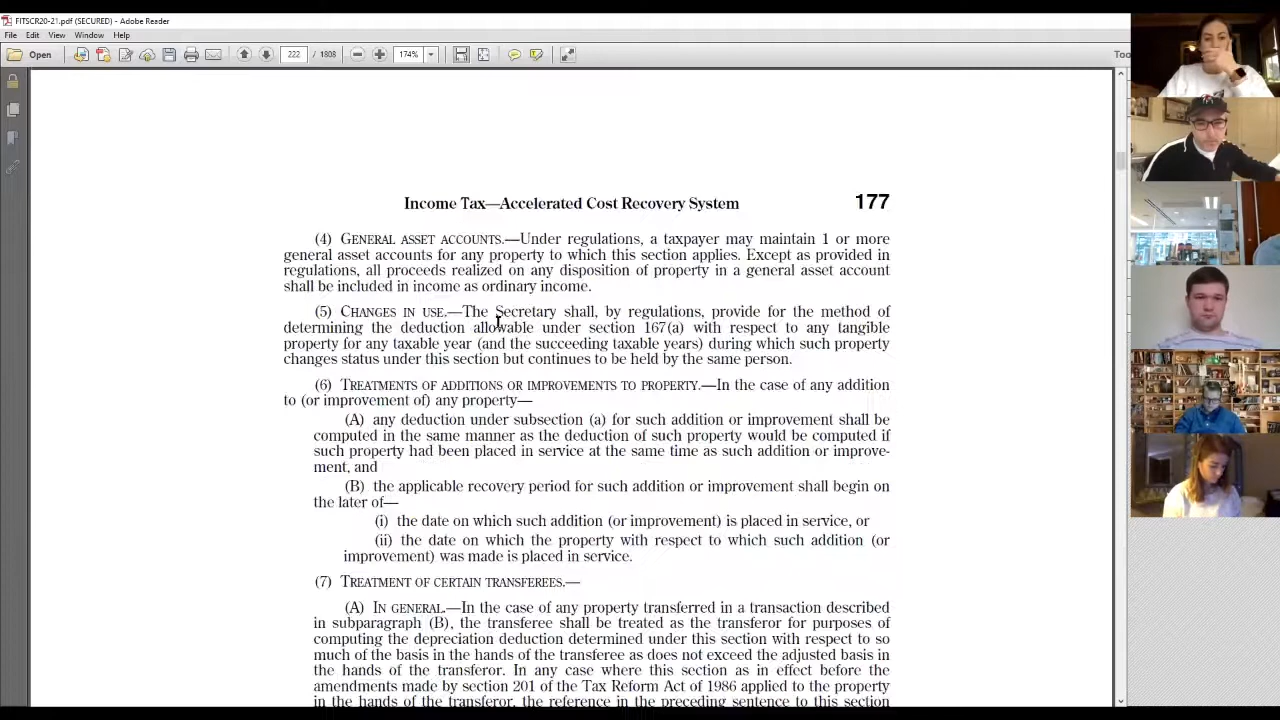 FITSCR20-21.pdf (SECURED) - Adobe Reader
File Edit View Window Help
Open 222 / 1808 174% Too
Income Tax—Accelerated Cost Recovery System 177
(4) GENERAL ASSET ACCOUNTS.—Under regulations, a taxpayer may maintain 1 or more
general asset accounts for any property to which this section applies. Except as provided in
regulations, all proceeds realized on any disposition of property in a general asset account
shall be included in income as ordinary income.
(5) CHANGES IN USE.—The Secretary shall, by regulations, provide for the method of
determining the deduction allowable under section 167(a) with respect to any tangible
property for any taxable year (and the succeeding taxable years) during which such property
changes status under this section but continues to be held by the same person.
(6) TREATMENTS OF ADDITIONS OR IMPROVEMENTS TO PROPERTY.—In the case of any addition
to (or improvement of) any property—
(A) any deduction under subsection (a) for such addition or improvement shall be
computed in the same manner as the deduction of such property would be computed if
such property had been placed in service at the same time as such addition or improve-
ment, and
(B) the applicable recovery period for such addition or improvement shall begin on
the later of—
(i) the date on which such addition (or improvement) is placed in service, or
(ii) the date on which the property with respect to which such addition (or
improvement) was made is placed in service.
(7) TREATMENT OF CERTAIN TRANSFEREES.—
(A) IN GENERAL.—In the case of any property transferred in a transaction described
in subparagraph (B), the transferee shall be treated as the transferor for purposes of
computing the depreciation deduction determined under this section with respect to so
much of the basis in the hands of the transferee as does not exceed the adjusted basis in
the hands of the transferor. In any case where this section as in effect before the
amendments made by section 201 of the Tax Reform Act of 1986 applied to the property
in the hands of the transferor, the reference in the preceding sentence to this section